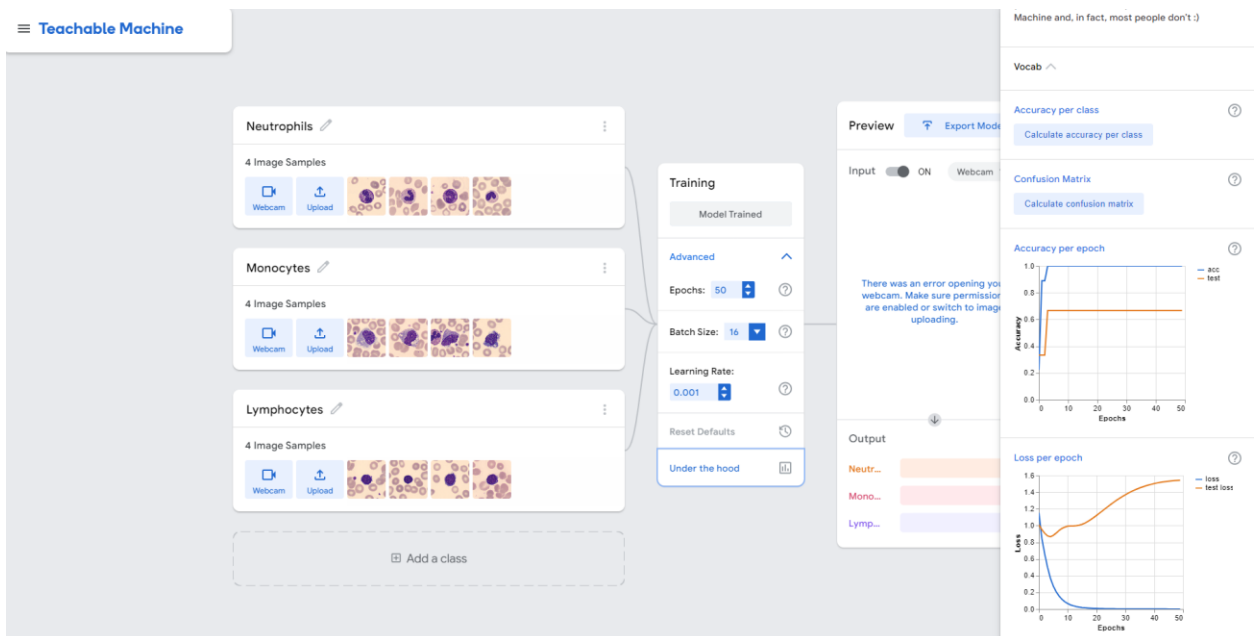 Teachable Machine
Neutrophils
4 Image Samples
Webcam
Upload
Monocytes
4 Image Samples
Webcam
Upload
Lymphocytes
4 Image Samples
Webcam
Upload
Add a class
Training
Model Trained
Advanced
Epochs: 50
Batch Size: 16
Learning Rate:
0.001
Reset Defaults
Under the hood
Preview
Export Mode
Input ON Webcam
There was an error opening you
webcam. Make sure permission
are enabled or switch to imag
uploading.
Output
Neutr...
Mono...
Lymp...
Machine and, in fact, most people don't :)
Vocab
Accuracy per class
Calculate accuracy per class
Confusion Matrix
Calculate confusion matrix
Accuracy per epoch
1.0
0.8
0.6
0.4
0.2
0.0
Accuracy
0 10 20 30 40 50
Epochs
acc
test
Loss per epoch
1.6
1.4
1.2
1.0
0.8
0.6
0.4
0.2
0.0
Loss
0 10 20 30 40 50
Epochs
loss
test loss